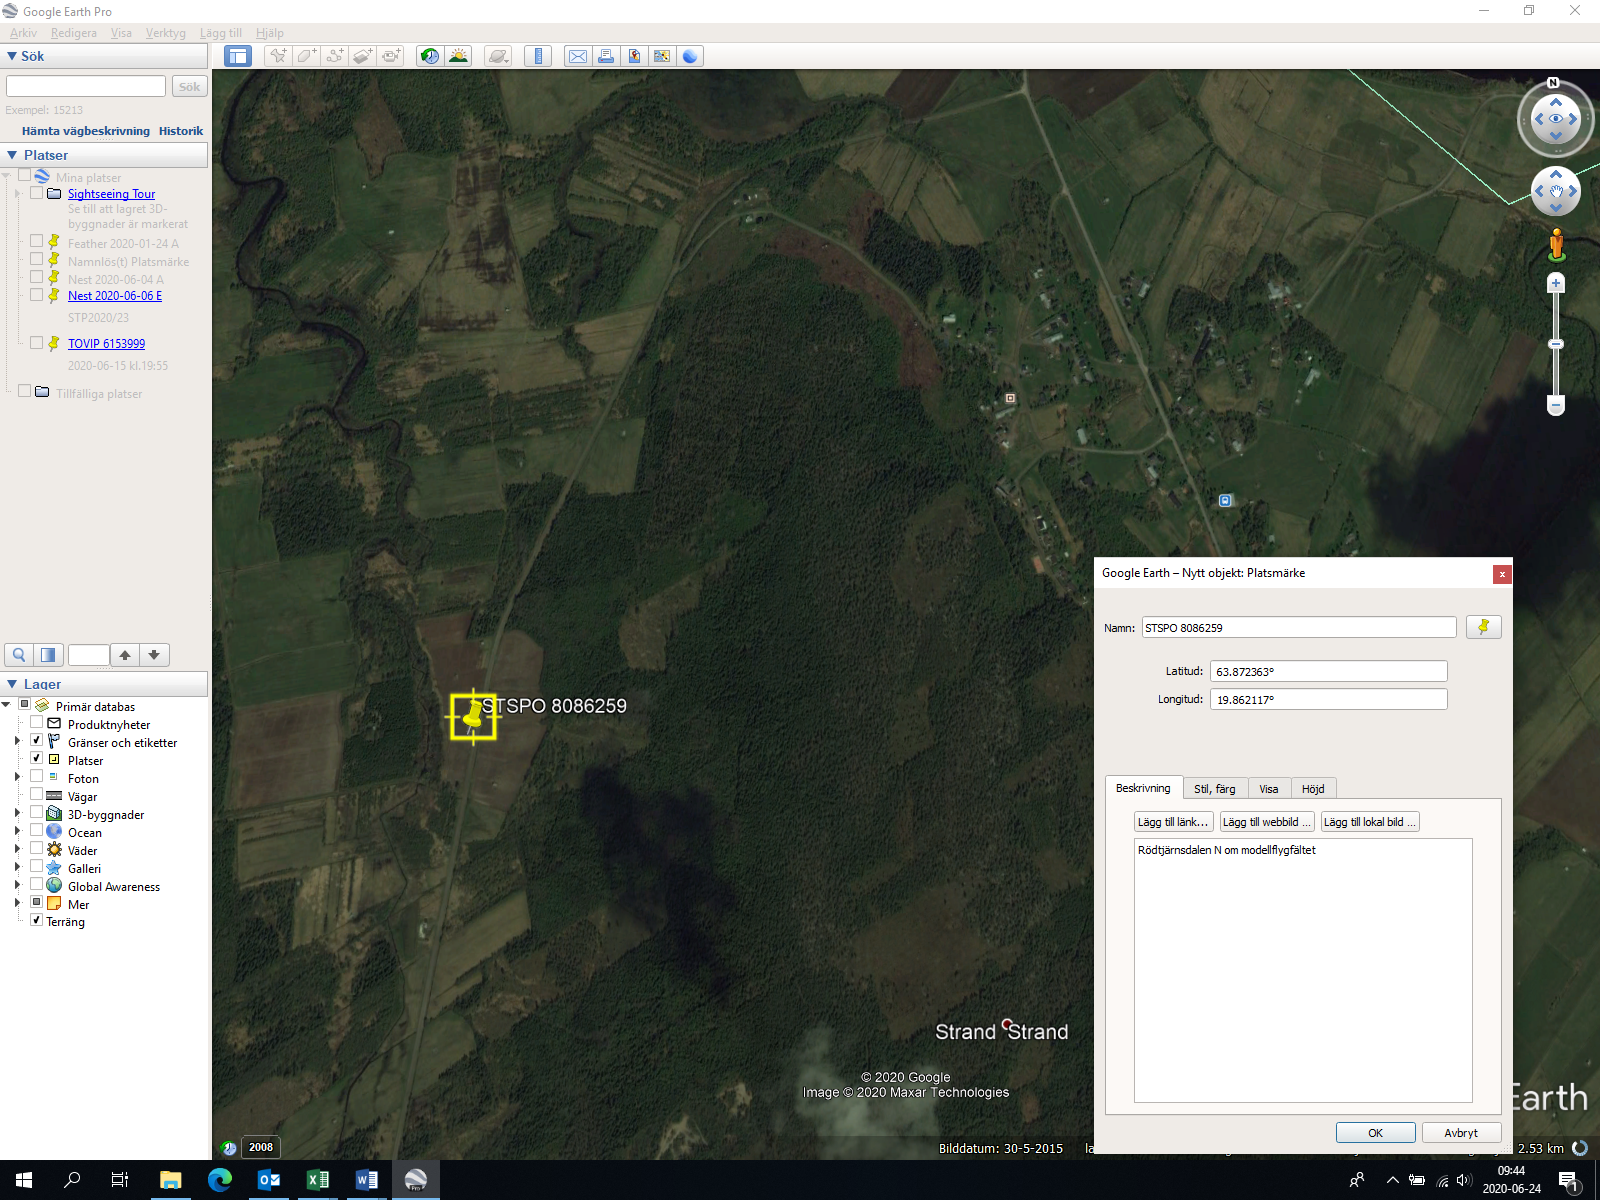 Google Earth Pro
Arkiv Redigera Visa Verktyg Lägg till Hjälp
Sök
Sök
Exempel: 15213
Hämta vägbeskrivning Historik
Platser
Mina platser
Sightseeing Tour
Se till att lagret 3D-
byggnader är markerat
Feather 2020-01-24 A
Namnlös(t) Platsmärke
Nest 2020-06-04 A
Nest 2020-06-06 E
STP2020/23
TOVIP 6153999
2020-06-15 kl.19:55
Tillfälliga platser
Lager
Primär databas
Produktnyheter
Gränser och etiketter
Platser
Foton
Vägar
3D-byggnader
Ocean
Väder
Galleri
Global Awareness
Mer
Terräng
N
STSPO 8086259
Strand Strand
© 2020 Google
Image © 2020 Maxar Technologies
2008
Bilddatum: 30-5-2015
2.53 km
Earth
Google Earth – Nytt objekt: Platsmärke
Namn: STSPO 8086259
Latitud: 63.872363°
Longitud: 19.862117°
Beskrivning Stil, färg Visa Höjd
Lägg till länk... Lägg till webbild ... Lägg till lokal bild ...
Rödtjärnsdalen N om modellflygfältet
OK Avbryt
09:44
2020-06-24
1